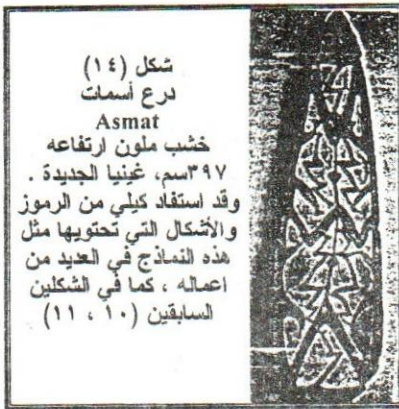 شكل (١٤)
درع أسمات
Asmat
خشب ملون ارتفاعه
٣٩٧سم، غينيا الجديدة .
وقد استفاد كيلي من الرموز
والأشكال التي تحتويها مثل
هذه النماذج في العديد من
اعماله ، كما في الشكلين
السابقين (١٠ ، ١١)